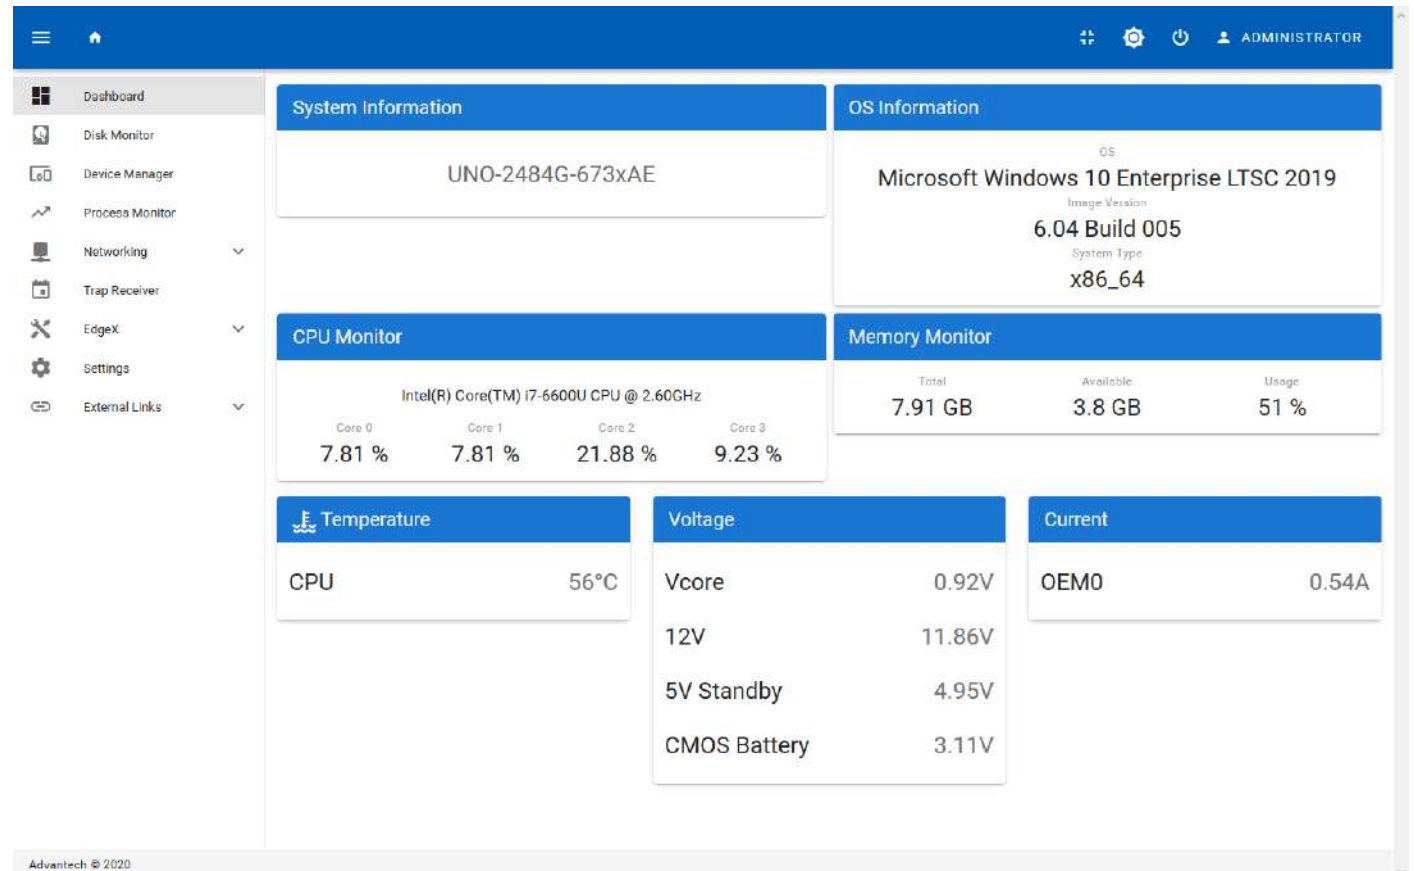 ADMINISTRATOR
Dashboard
Disk Monitor
Device Manager
Process Monitor
Networking
Trap Receiver
EdgeX
Settings
External Links
System Information
UNO-2484G-673xAE
OS Information
OS
Microsoft Windows 10 Enterprise LTSC 2019
Image Version
6.04 Build 005
System Type
x86_64
CPU Monitor
Intel(R) Core(TM) i7-6600U CPU @ 2.60GHz
Core 0 Core 1 Core 2 Core 3
7.81 % 7.81 % 21.88 % 9.23 %
Memory Monitor
Total Available Usage
7.91 GB 3.8 GB 51 %
Temperature
CPU 56°C
Voltage
Vcore 0.92V
12V 11.86V
5V Standby 4.95V
CMOS Battery 3.11V
Current
OEM0 0.54A
Advantech © 2020